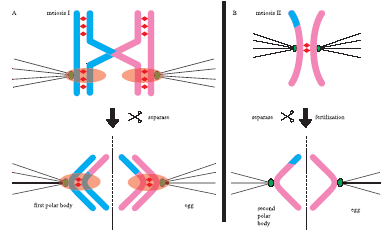 A
meiosis I
separase
first polar body
egg
B
meiosis II
separase
fertilization
second
polar
body
egg